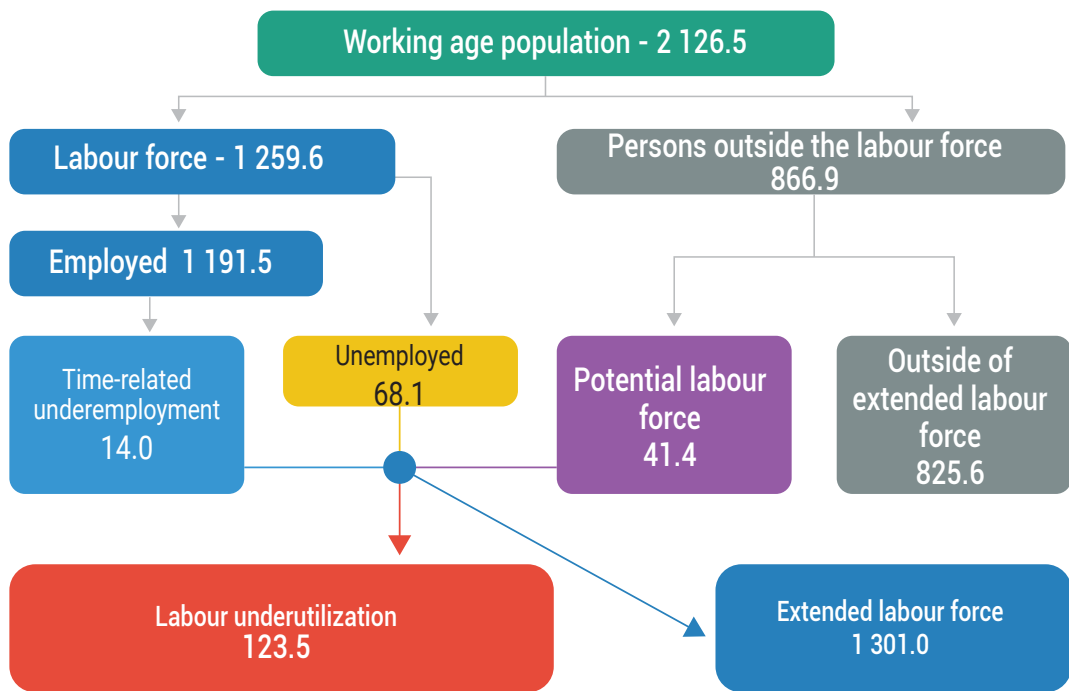 Working age population - 2 126.5
Labour force - 1 259.6
Persons outside the labour force
866.9
Employed 1 191.5
Time-related
underemployment
14.0
Unemployed
68.1
Potential labour
force
41.4
Outside of
extended labour
force
825.6
Labour underutilization
123.5
Extended labour force
1 301.0